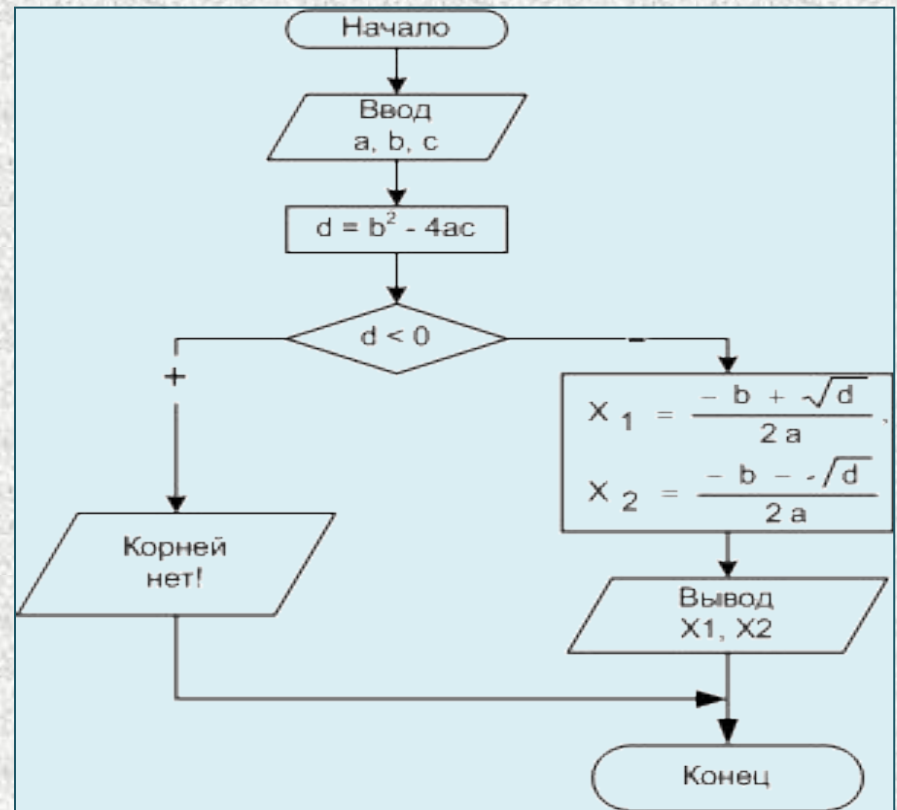 Начало
Ввод
a, b, c
d = b² - 4ac
d < 0
+
-
X 1 = - b + √d / 2 a ,
X 2 = - b - √d / 2 a
Корней
нет!
Вывод
X1, X2
Конец